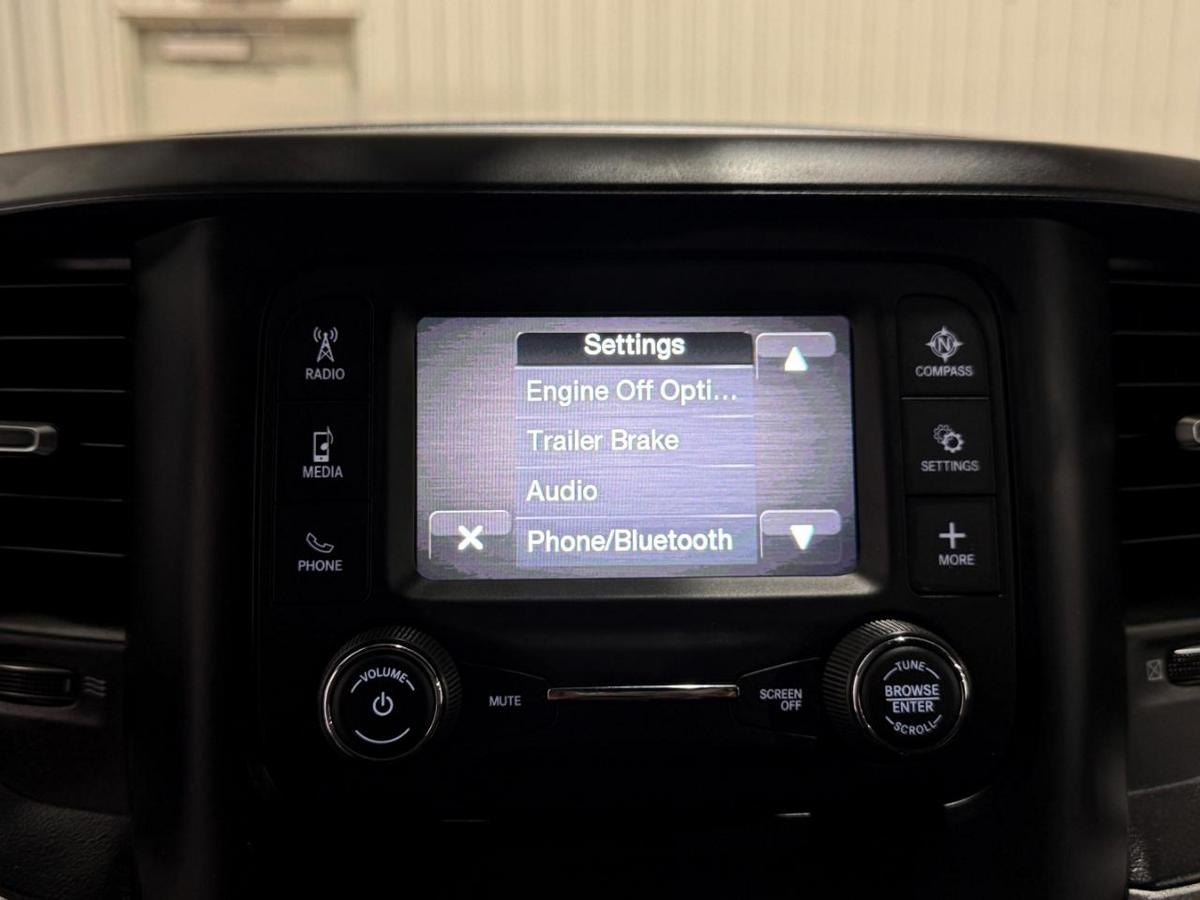 RADIO
MEDIA
PHONE
Settings
Engine Off Opti...
Trailer Brake
Audio
Phone/Bluetooth
N
COMPASS
SETTINGS
MORE
VOLUME
MUTE
SCREEN
OFF
TUNE
BROWSE
ENTER
SCROLL